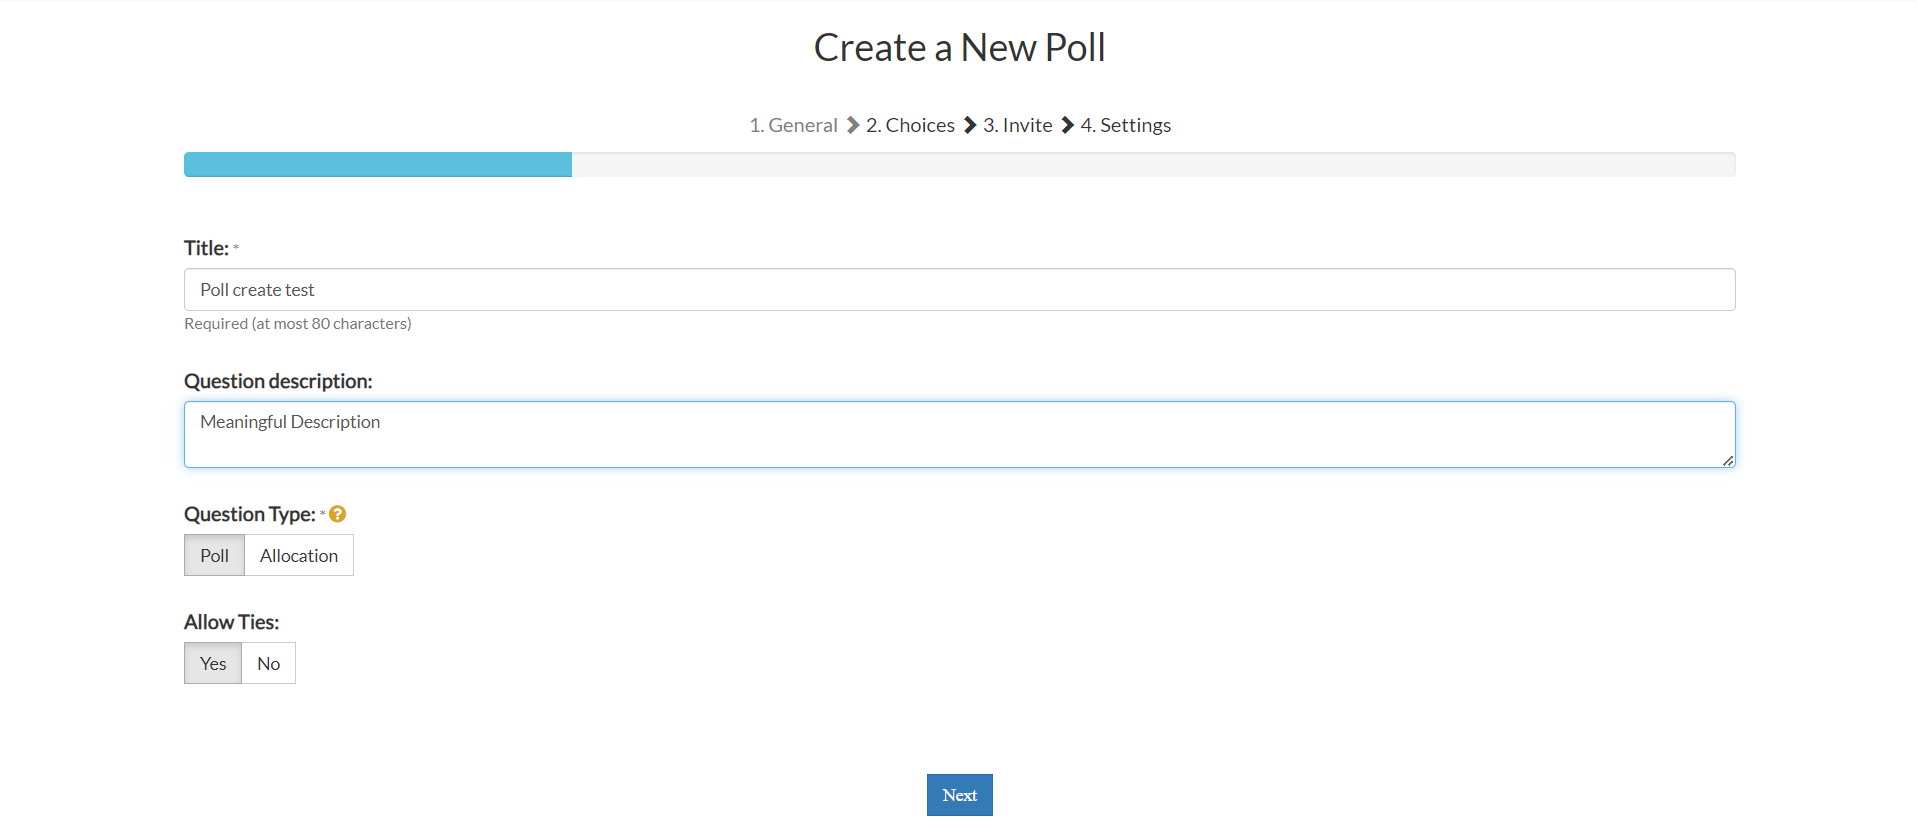 Create a New Poll
1. General 2. Choices 3. Invite 4. Settings
Title: *
Poll create test
Required (at most 80 characters)
Question description:
Meaningful Description
Question Type: * ?
Poll Allocation
Allow Ties:
Yes No
Next